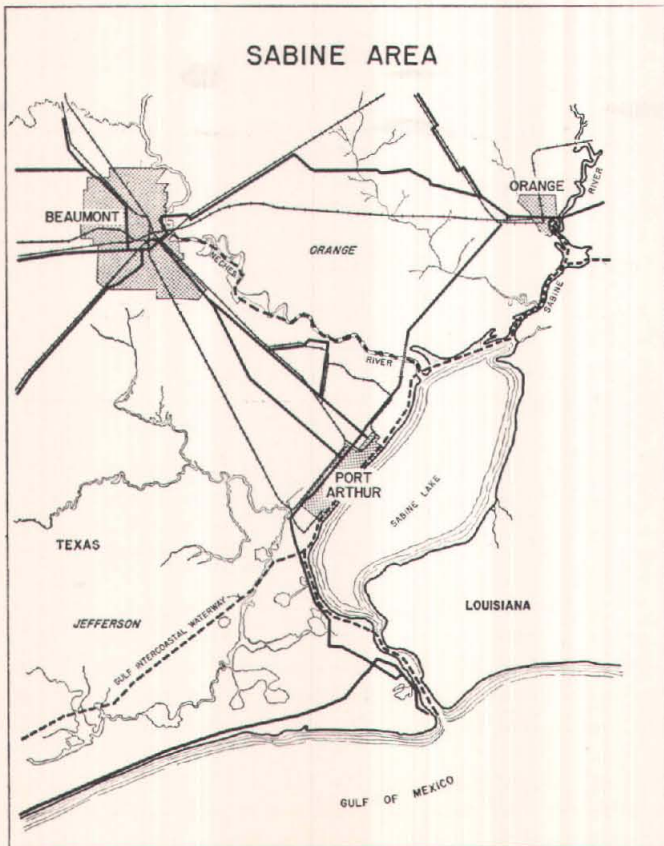 SABINE AREA
ORANGE
RIVER
BEAUMONT
ORANGE
NECHES
SABINE
RIVER
PORT
ARTHUR
SABINE LAKE
TEXAS
LOUISIANA
JEFFERSON
GULF INTERCOASTAL WATERWAY
GULF OF MEXICO